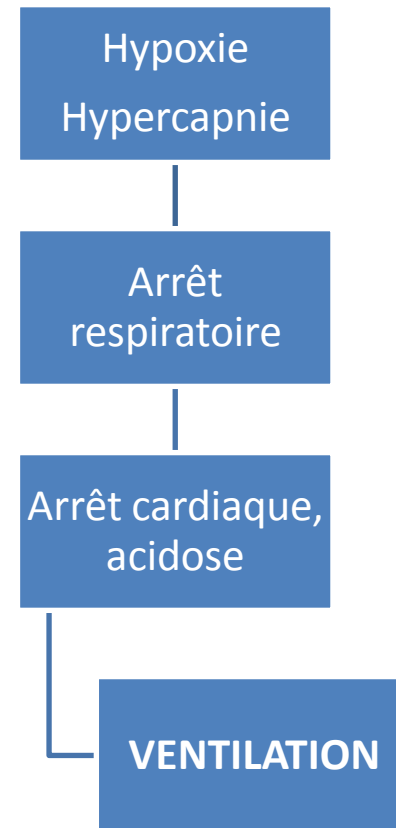 Hypoxie
Hypercapnie
Arrêt
respiratoire
Arrêt cardiaque,
acidose
VENTILATION